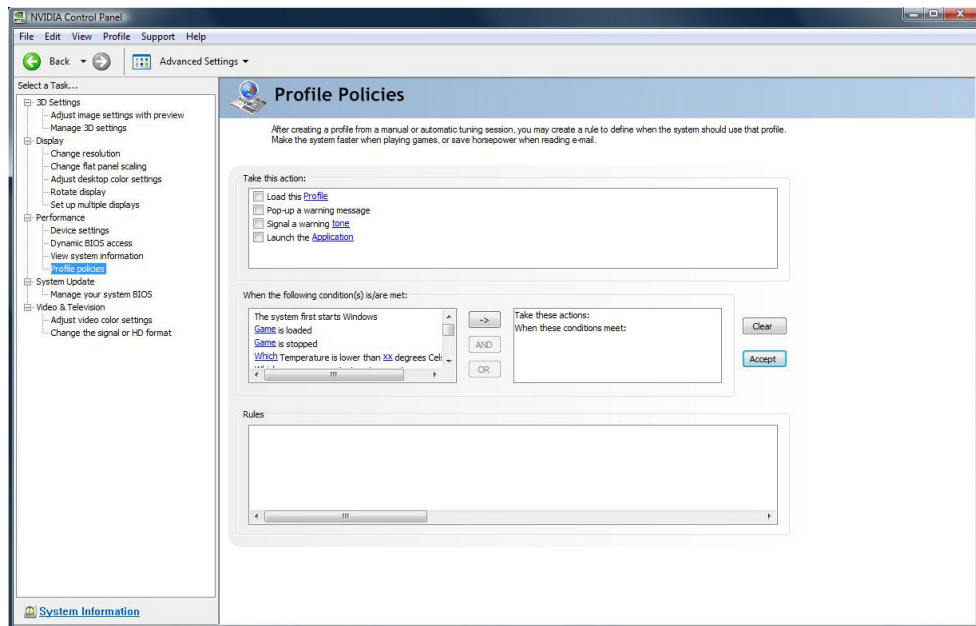 NVIDIA Control Panel
File Edit View Profile Support Help
Back Advanced Settings
Select a Task...
3D Settings
Adjust image settings with preview
Manage 3D settings
Display
Change resolution
Change flat panel scaling
Adjust desktop color settings
Rotate display
Set up multiple displays
Performance
Device settings
Dynamic BIOS access
View system information
Profile policies
System Update
Manage your system BIOS
Video & Television
Adjust video color settings
Change the signal or HD format
System Information
Profile Policies
After creating a profile from a manual or automatic tuning session, you may create a rule to define when the system should use that profile.
Make the system faster when playing games, or save horsepower when reading e-mail.
Take this action:
Load this Profile
Pop-up a warning message
Signal a warning tone
Launch the Application
When the following condition(s) is/are met:
The system first starts Windows
Game is loaded
Game is stopped
Which Temperature is lower than XX degrees Cel
->
AND
OR
Take these actions:
When these conditions meet:
Clear
Accept
Rules